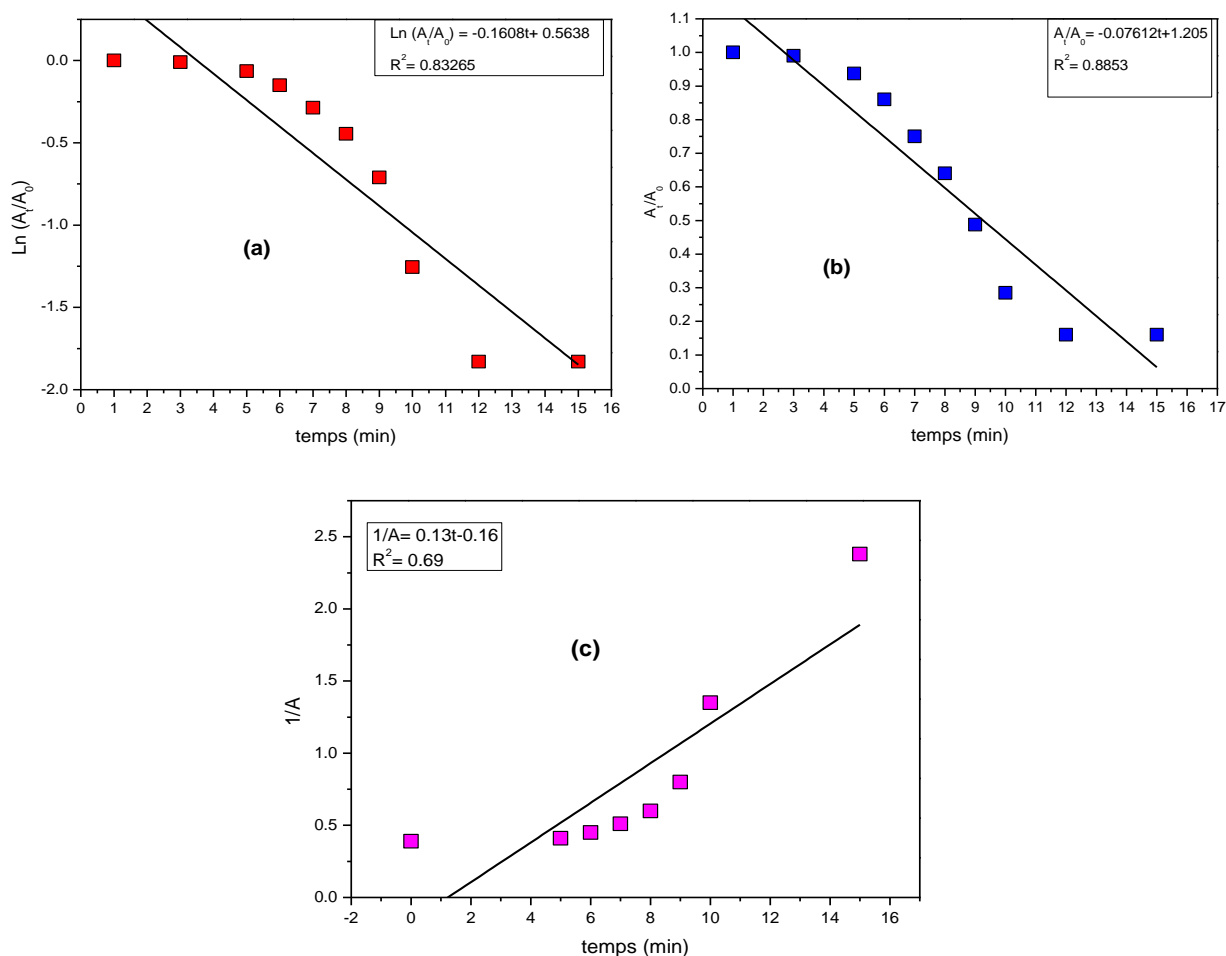 Ln (Aₜ/A₀) = -0.1608t+ 0.5638
R²= 0.83265
0.0
-0.5
-1.0
-1.5
-2.0
Ln (Aₜ/A₀)
(a)
0 1 2 3 4 5 6 7 8 9 10 11 12 13 14 15 16
temps (min)
Aₜ/A₀= -0.07612t+1.205
R²= 0.8853
1.1
1.0
0.9
0.8
0.7
0.6
0.5
0.4
0.3
0.2
0.1
0.0
Aₜ/A₀
(b)
0 1 2 3 4 5 6 7 8 9 10 11 12 13 14 15 16 17
temps (min)
1/A= 0.13t-0.16
R²= 0.69
2.5
2.0
1.5
1.0
0.5
0.0
1/A
(c)
-2 0 2 4 6 8 10 12 14 16
temps (min)